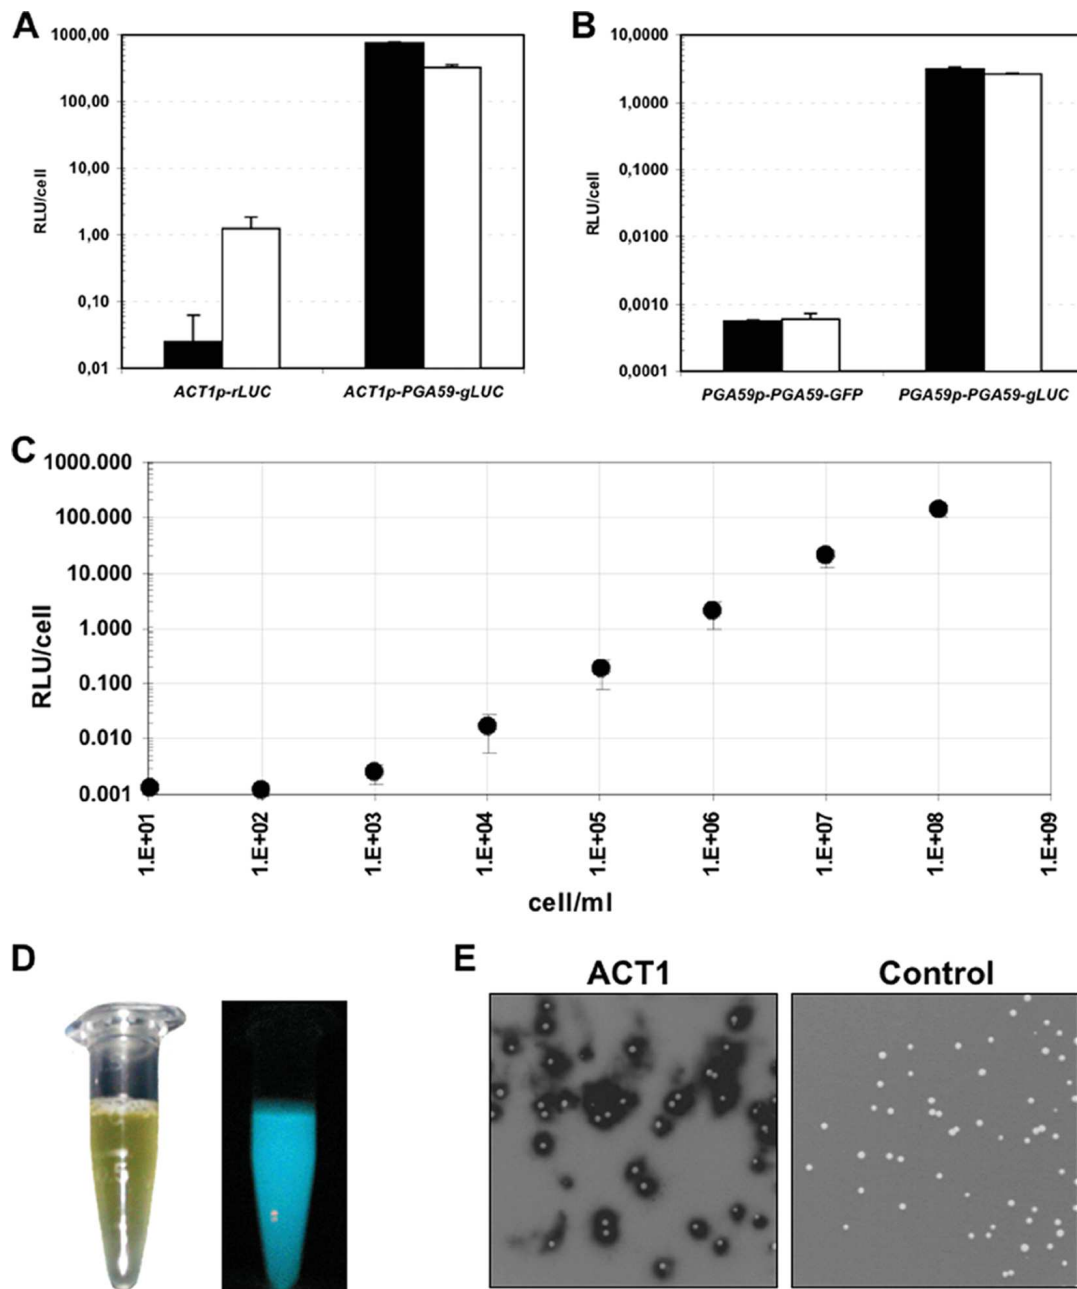 A
RLU/cell
1000,00
100,00
10,00
1,00
0,10
0,01
ACT1p-rLUC
ACT1p-PGA59-gLUC
B
RLU/cell
10,0000
1,0000
0,1000
0,0100
0,0010
0,0001
PGA59p-PGA59-GFP
PGA59p-PGA59-gLUC
C
RLU/cell
1000.000
100.000
10.000
1.000
0.100
0.010
0.001
1.E+01
1.E+02
1.E+03
1.E+04
1.E+05
1.E+06
1.E+07
1.E+08
1.E+09
cell/ml
D
E
ACT1
Control